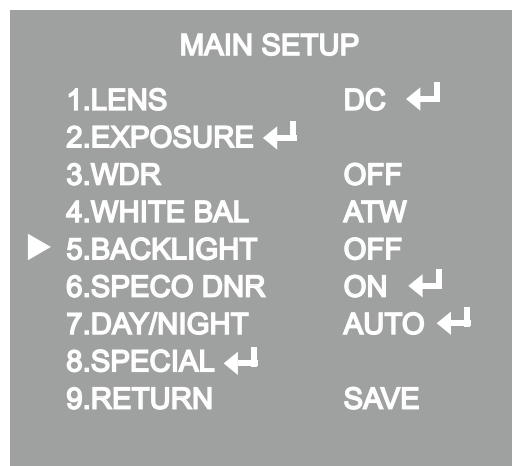 MAIN SETUP
1.LENS DC ↵
2.EXPOSURE ↵
3.WDR OFF
4.WHITE BAL ATW
▶ 5.BACKLIGHT OFF
6.SPECO DNR ON ↵
7.DAY/NIGHT AUTO ↵
8.SPECIAL ↵
9.RETURN SAVE